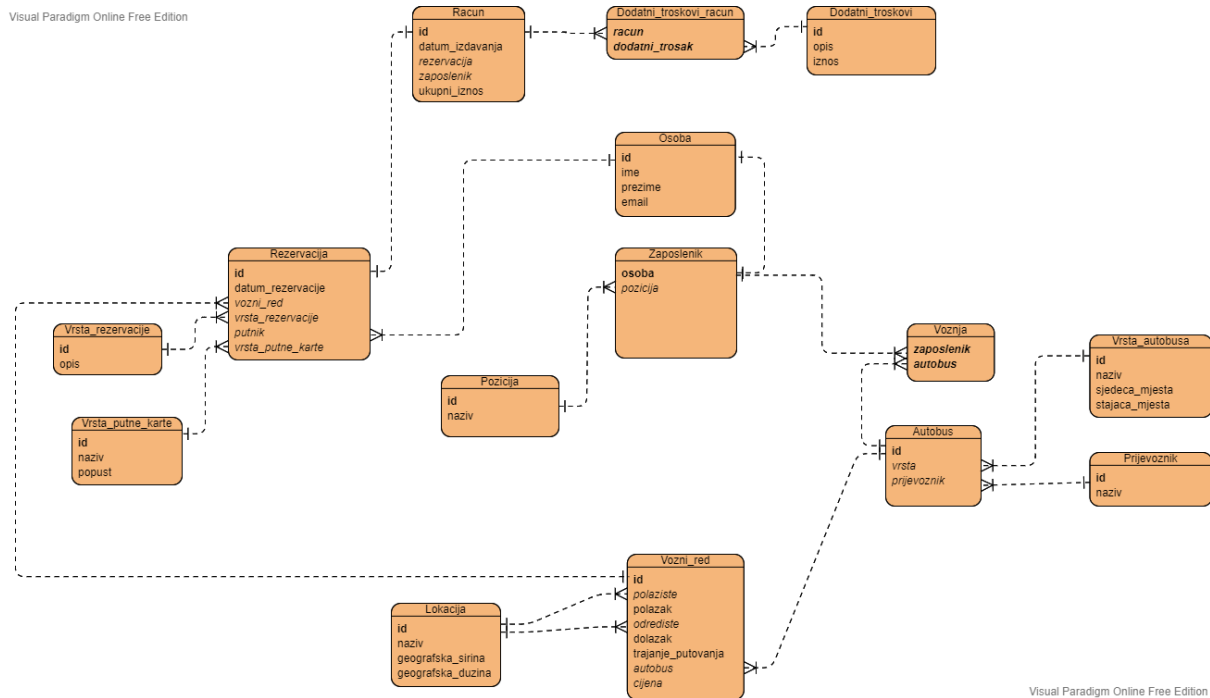 Visual Paradigm Online Free Edition
Racun
id
datum_izdavanja
rezervacija
zaposlenik
ukupni_iznos
Dodatni_troskovi_racun
racun
dodatni_trosak
Dodatni_troskovi
id
opis
iznos
Osoba
id
ime
prezime
email
Rezervacija
id
datum_rezervacije
vozni_red
vrsta_rezervacije
putnik
vrsta_putne_karte
Zaposlenik
osoba
pozicija
Vrsta_rezervacije
id
opis
Voznja
zaposlenik
autobus
Vrsta_autobusa
id
naziv
sjedeca_mjesta
stajaca_mjesta
Pozicija
id
naziv
Vrsta_putne_karte
id
naziv
popust
Autobus
id
vrsta
prijevoznik
Prijevoznik
id
naziv
Vozni_red
id
polaziste
polazak
odrediste
dolazak
trajanje_putovanja
autobus
cijena
Lokacija
id
naziv
geografska_sirina
geografska_duzina
Visual Paradigm Online Free Edition